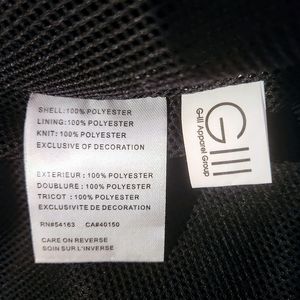 SHELL:100% POLYESTER
LINING:100% POLYESTER
KNIT: 100% POLYESTER
EXCLUSIVE OF DECORATION
EXTERIEUR : 100% POLYESTER
DOUBLURE : 100% POLYESTER
TRICOT : 100% POLYESTER
EXCLUSIVITE DE DECORATION
RN#54163 CA#40150
CARE ON REVERSE
SOIN SUR L'INVERSE
Gill
G-III Apparel Group